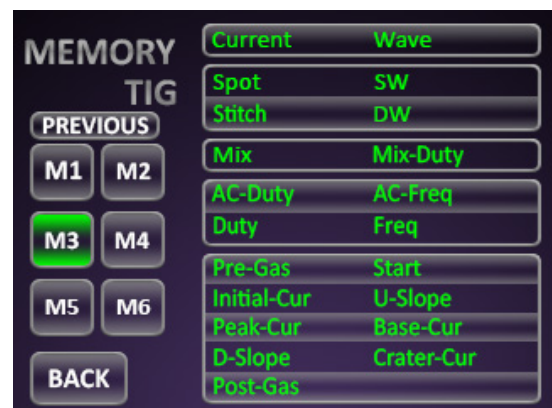 MEMORY
TIG
PREVIOUS
M1 M2
M3 M4
M5 M6
BACK
Current Wave
Spot SW
Stitch DW
Mix Mix-Duty
AC-Duty AC-Freq
Duty Freq
Pre-Gas Start
Initial-Cur U-Slope
Peak-Cur Base-Cur
D-Slope Crater-Cur
Post-Gas